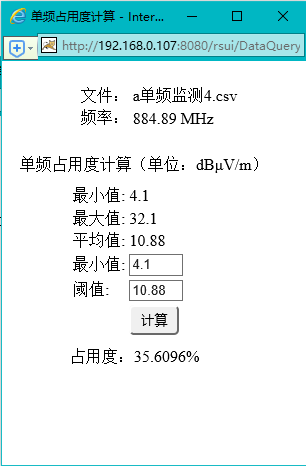 单频占用度计算 - Inter...
http://192.168.0.107:8080/rsui/DataQuery
文件： a单频监测4.csv
频率： 884.89 MHz
单频占用度计算（单位：dBµV/m）
最小值: 4.1
最大值: 32.1
平均值: 10.88
最小值: 4.1
阈值: 10.88
计算
占用度：35.6096%